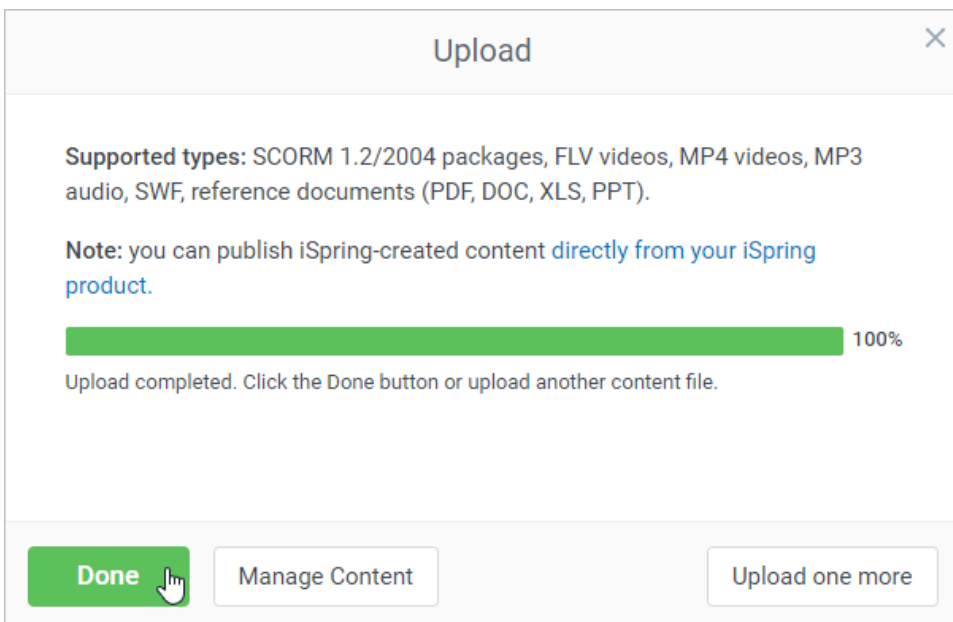 Upload
Supported types: SCORM 1.2/2004 packages, FLV videos, MP4 videos, MP3
audio, SWF, reference documents (PDF, DOC, XLS, PPT).
Note: you can publish iSpring-created content directly from your iSpring
product.
100%
Upload completed. Click the Done button or upload another content file.
Done
Manage Content
Upload one more